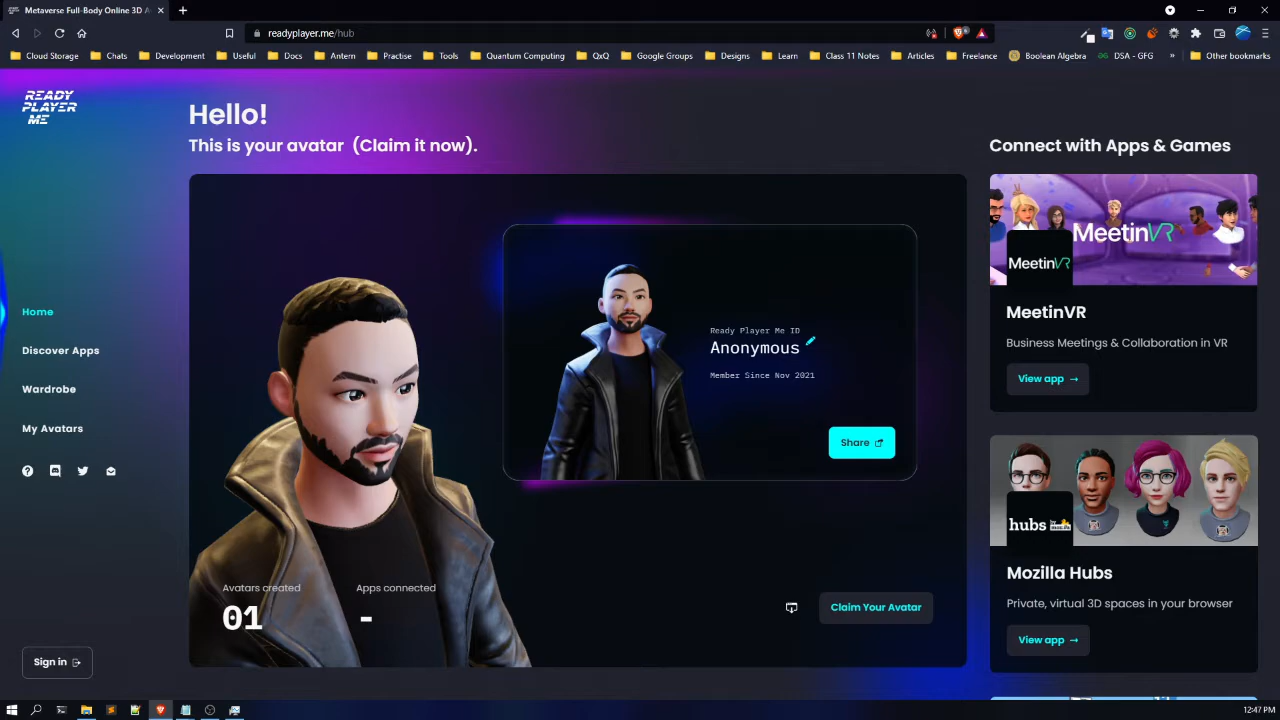 Metaverse Full-Body Online 3D A
readyplayer.me/hub
Cloud Storage
Chats
Development
Useful
Docs
Antern
Practise
Tools
Quantum Computing
QxQ
Google Groups
Designs
Learn
Class 11 Notes
Articles
Freelance
Boolean Algebra
DSA - GFG
»
Other bookmarks
READY
PLAYER
ME
Home
Discover Apps
Wardrobe
My Avatars
Sign in
Hello!
This is your avatar (Claim it now).
Ready Player Me ID
Anonymous
Member Since Nov 2021
Share
Avatars created
01
Apps connected
-
Claim Your Avatar
Connect with Apps & Games
MeetinVR
MeetinVR
MeetinVR
Business Meetings & Collaboration in VR
View app →
hubs
Mozilla Hubs
Private, virtual 3D spaces in your browser
View app →
12:47 PM